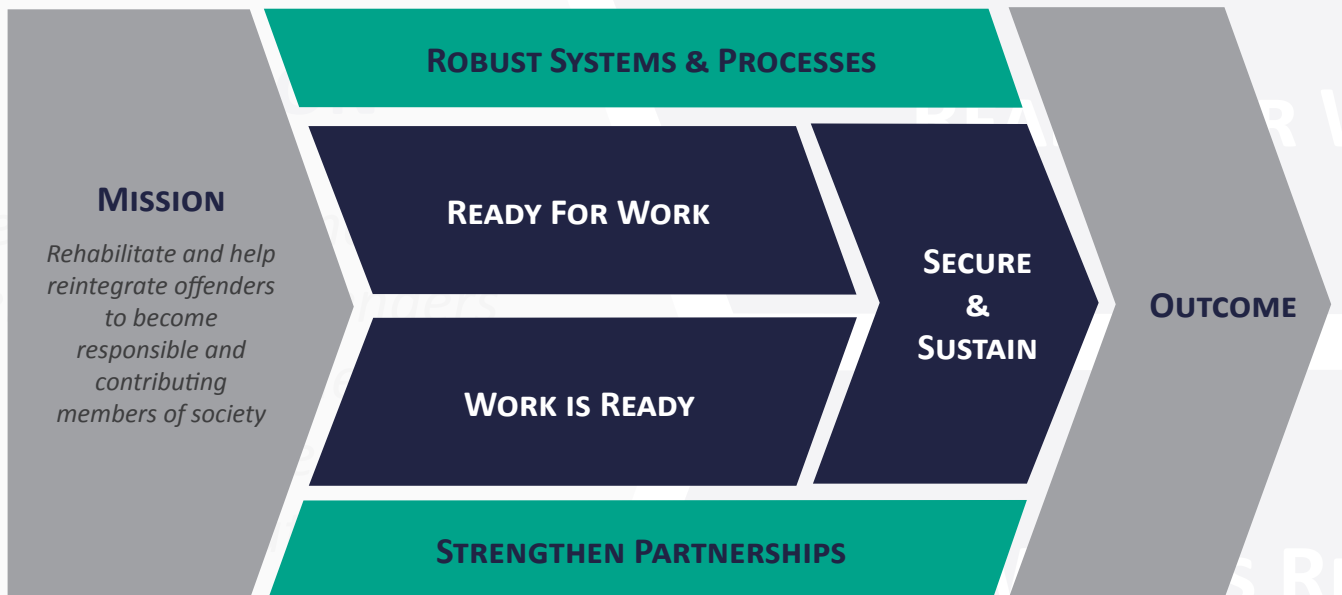 ROBUST SYSTEMS & PROCESSES
MISSION
Rehabilitate and help
reintegrate offenders
to become
responsible and
contributing
members of society
READY FOR WORK
WORK IS READY
SECURE
&
SUSTAIN
OUTCOME
STRENGTHEN PARTNERSHIPS